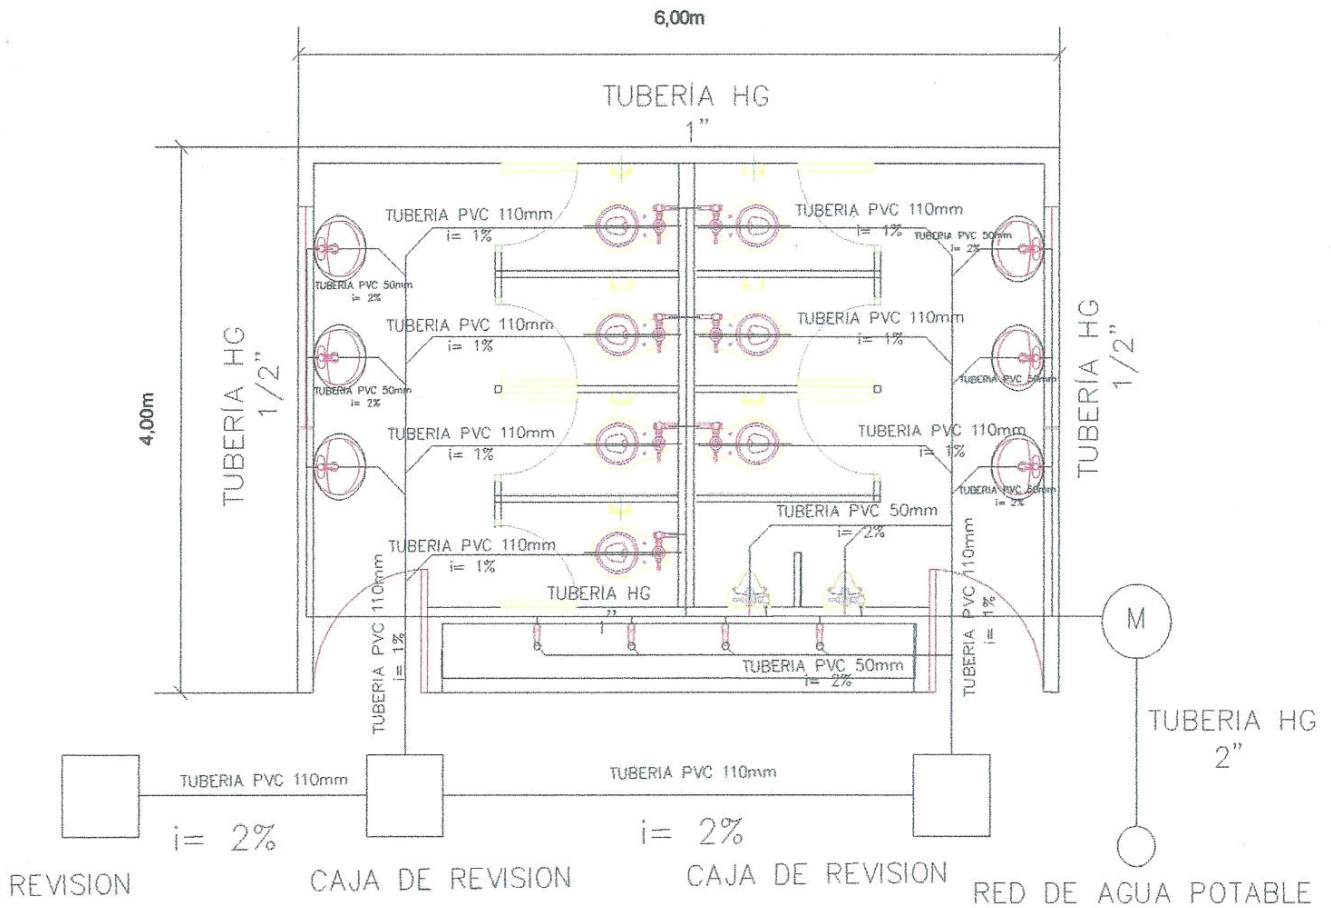 6,00m
TUBERÍA HG
1"
TUBERIA PVC 110mm
i= 1%
TUBERIA PVC 110mm
i= 1%
TUBERIA PVC 50mm
i= 2%
TUBERIA PVC 50mm
i= 2%
TUBERIA PVC 110mm
i= 1%
TUBERÍA PVC 110mm
i= 1%
TUBERÍA HG
1/2"
TUBERÍA HG
1/2"
4,00m
TUBERIA PVC 50mm
i= 2%
TUBERIA PVC 50mm
TUBERIA PVC 110mm
i= 1%
TUBERIA PVC 110mm
i= 1%
TUBERIA PVC 50mm
i= 2%
TUBERIA PVC 50mm
i= 2%
TUBERIA PVC 110mm
i= 1%
TUBERIA HG
1"
TUBERIA PVC 110mm
i= 1%
TUBERIA PVC 110mm
i= 1%
M
TUBERIA PVC 50mm
i= 2%
TUBERIA HG
2"
TUBERIA PVC 110mm
i= 2%
TUBERIA PVC 110mm
i= 2%
REVISION
CAJA DE REVISION
CAJA DE REVISION
RED DE AGUA POTABLE